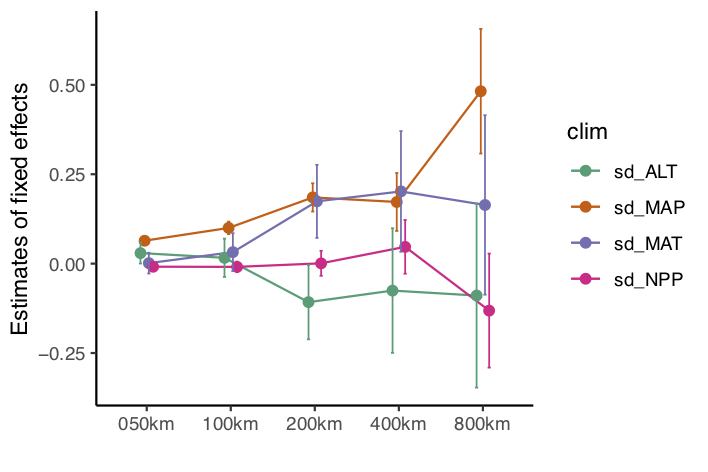 Estimates of fixed effects
0.50
0.25
0.00
−0.25
050km 100km 200km 400km 800km
clim
sd_ALT
sd_MAP
sd_MAT
sd_NPP